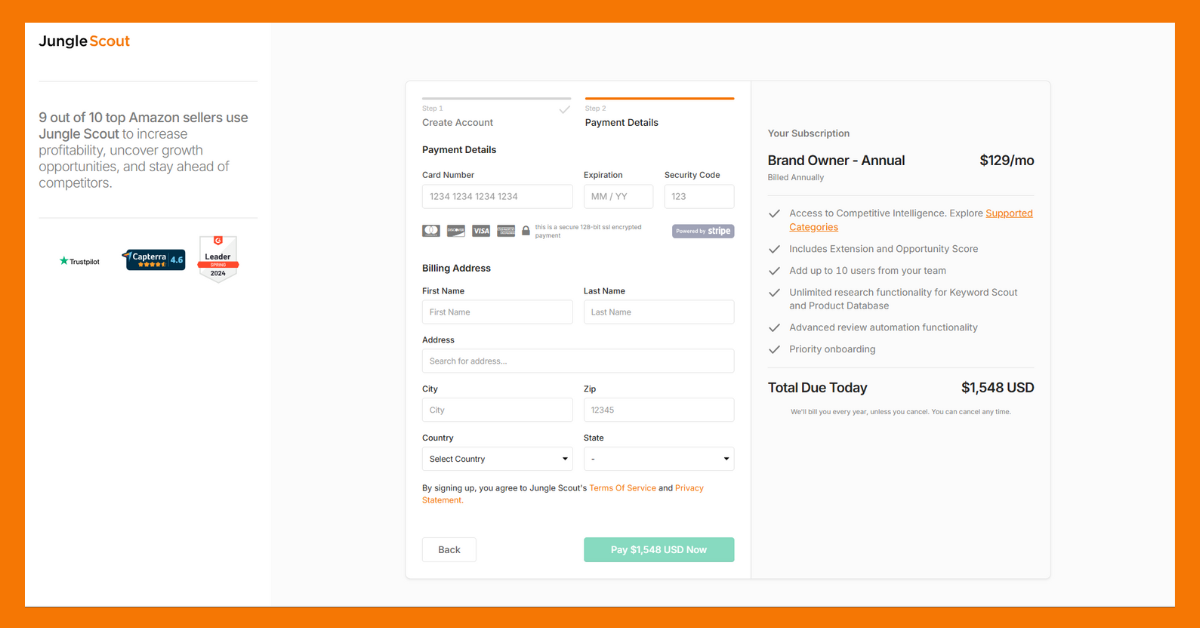 Jungle Scout
9 out of 10 top Amazon sellers use
Jungle Scout to increase
profitability, uncover growth
opportunities, and stay ahead of
competitors.
Trustpilot
Capterra 4.6
Leader
SPRING
2024
Step 1
Create Account
Step 2
Payment Details
Payment Details
Card Number
Expiration
Security Code
1234 1234 1234 1234
MM / YY
123
DISCOVER
VISA
this is a secure 128-bit ssl encrypted
payment
Powered by stripe
Billing Address
First Name
Last Name
First Name
Last Name
Address
Search for address...
City
Zip
City
12345
Country
State
Select Country
-
By signing up, you agree to Jungle Scout's Terms Of Service and Privacy
Statement.
Back
Pay $1,548 USD Now
Your Subscription
Brand Owner - Annual $129/mo
Billed Annually
Access to Competitive Intelligence. Explore Supported
Categories
Includes Extension and Opportunity Score
Add up to 10 users from your team
Unlimited research functionality for Keyword Scout
and Product Database
Advanced review automation functionality
Priority onboarding
Total Due Today $1,548 USD
We'll bill you every year, unless you cancel. You can cancel any time.